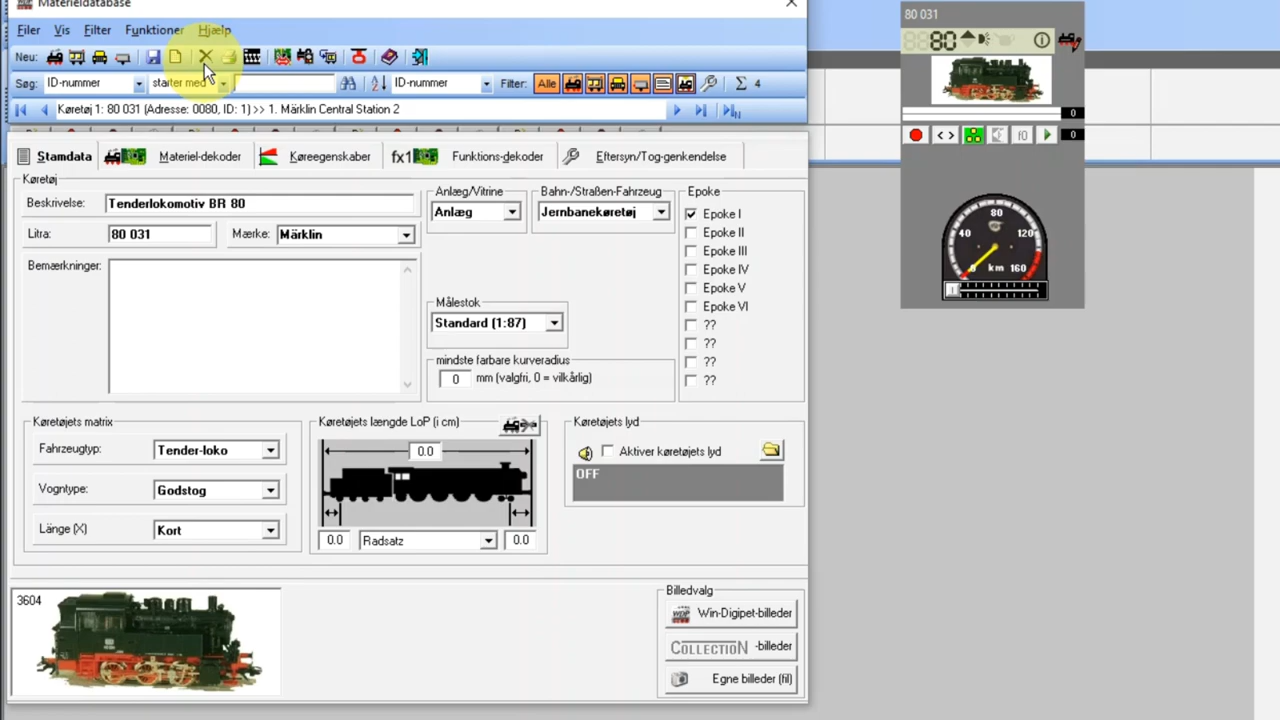 Materieldatabase
Filer Vis Filter Funktioner Hjælp
Neu:
Søg: ID-nummer starter med ID-nummer Filter: Alle Σ 4
Køretøj 1: 80 031 (Adresse: 0080, ID: 1) >> 1. Märklin Central Station 2
Stamdata Materiel-dekoder Køreegenskaber fx1 Funktions-dekoder Eftersyn/Tog-genkendelse
Køretøj
Beskrivelse: Tenderlokomotiv BR 80
Litra: 80 031 Mærke: Märklin
Bemærkninger:
Anlæg/Vitrine
Anlæg
Bahn-/Straßen-Fahrzeug
Jernbanekøretøj
Målestok
Standard (1:87)
mindste farbare kurveradius
0 mm (valgfri, 0 = vilkårlig)
Epoke
Epoke I
Epoke II
Epoke III
Epoke IV
Epoke V
Epoke VI
??
??
??
??
Køretøjets matrix
Fahrzeugtyp: Tender-loko
Vogntype: Godstog
Länge (X) Kort
Køretøjets længde LoP (i cm)
0.0
0.0 Radsatz 0.0
Køretøjets lyd
Aktiver køretøjets lyd
OFF
3604
Billedvalg
Win-Digipet-billeder
COLLECTION -billeder
Egne billeder (fil)
80 031
80
0
f0 0
80
40 120
0 km 160